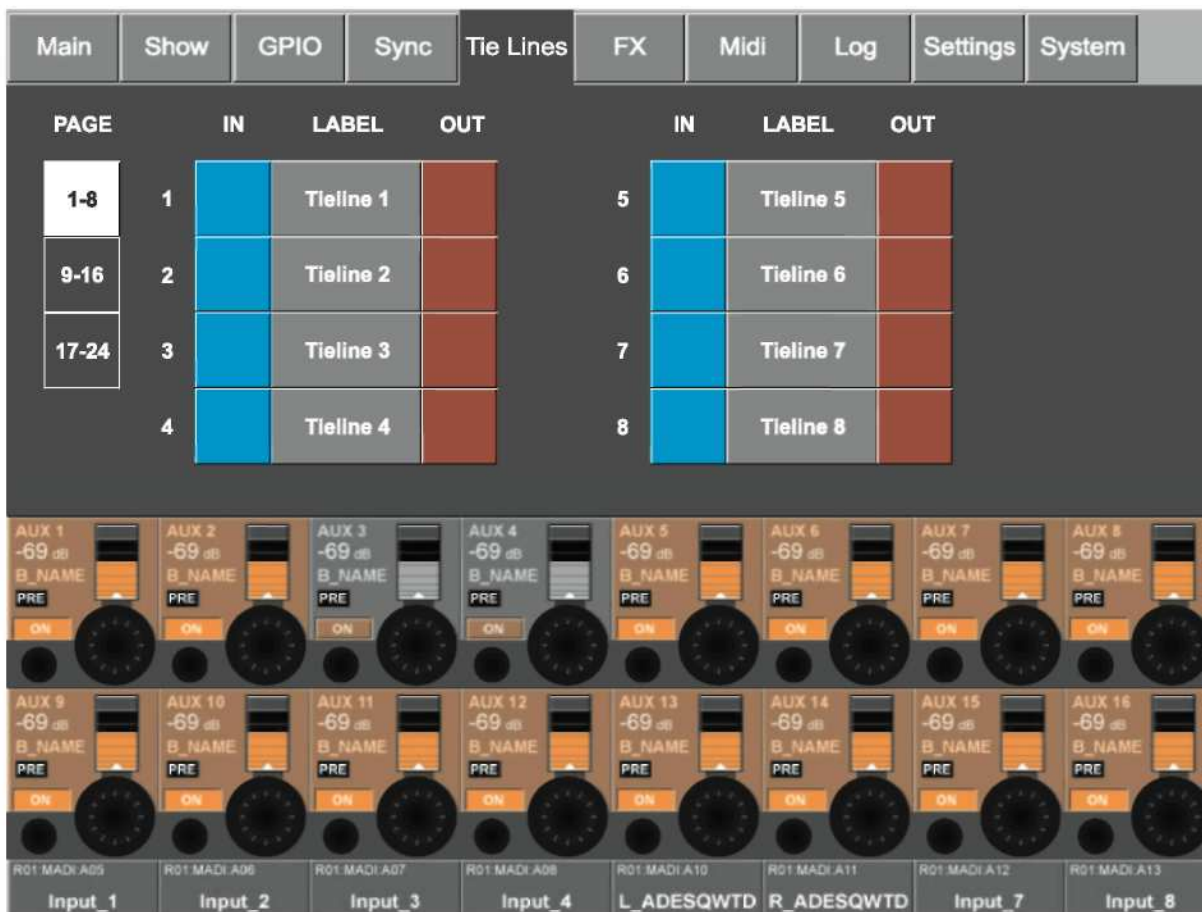 Main Show GPIO Sync Tie Lines FX Midi Log Settings System
PAGE IN LABEL OUT IN LABEL OUT
1-8 1 Tieline 1 5 Tieline 5
9-16 2 Tieline 2 6 Tieline 6
17-24 3 Tieline 3 7 Tieline 7
4 Tieline 4 8 Tieline 8
AUX 1 AUX 2 AUX 3 AUX 4 AUX 5 AUX 6 AUX 7 AUX 8
-69 dB -69 dB -69 dB -69 dB -69 dB -69 dB -69 dB -69 dB
B_NAME B_NAME B_NAME B_NAME B_NAME B_NAME B_NAME B_NAME
PRE PRE PRE PRE PRE PRE PRE PRE
ON ON ON ON ON ON ON ON
AUX 9 AUX 10 AUX 11 AUX 12 AUX 13 AUX 14 AUX 15 AUX 16
-69 dB -69 dB -69 dB -69 dB -69 dB -69 dB -69 dB -69 dB
B_NAME B_NAME B_NAME B_NAME B_NAME B_NAME B_NAME B_NAME
PRE PRE PRE PRE PRE PRE PRE PRE
ON ON ON ON ON ON ON ON
R01:MADI:A05 R01:MADI:A06 R01:MADI:A07 R01:MADI:A08 R01:MADI:A10 R01:MADI:A11 R01:MADI:A12 R01:MADI:A13
Input_1 Input_2 Input_3 Input_4 L_ADESQWTD R_ADESQWTD Input_7 Input_8